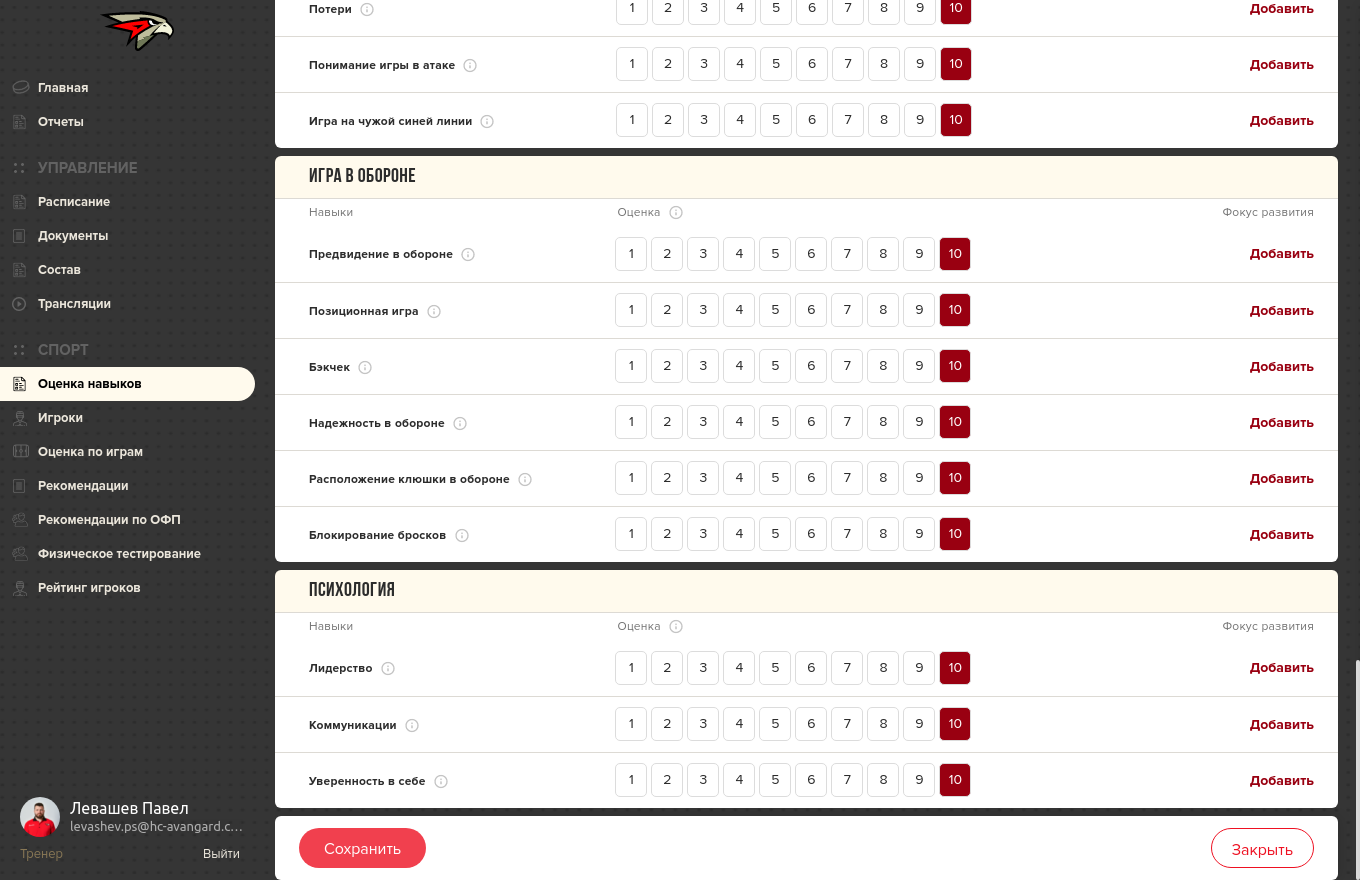 Главная
Отчеты
УПРАВЛЕНИЕ
Расписание
Документы
Состав
Трансляции
СПОРТ
Оценка навыков
Игроки
Оценка по играм
Рекомендации
Рекомендации по ОФП
Физическое тестирование
Рейтинг игроков
Левашев Павел
levashev.ps@hc-avangard.c...
Тренер Выйти
Потери 1 2 3 4 5 6 7 8 9 10 Добавить
Понимание игры в атаке 1 2 3 4 5 6 7 8 9 10 Добавить
Игра на чужой синей линии 1 2 3 4 5 6 7 8 9 10 Добавить
ИГРА В ОБОРОНЕ
Навыки Оценка Фокус развития
Предвидение в обороне 1 2 3 4 5 6 7 8 9 10 Добавить
Позиционная игра 1 2 3 4 5 6 7 8 9 10 Добавить
Бэкчек 1 2 3 4 5 6 7 8 9 10 Добавить
Надежность в обороне 1 2 3 4 5 6 7 8 9 10 Добавить
Расположение клюшки в обороне 1 2 3 4 5 6 7 8 9 10 Добавить
Блокирование бросков 1 2 3 4 5 6 7 8 9 10 Добавить
ПСИХОЛОГИЯ
Навыки Оценка Фокус развития
Лидерство 1 2 3 4 5 6 7 8 9 10 Добавить
Коммуникации 1 2 3 4 5 6 7 8 9 10 Добавить
Уверенность в себе 1 2 3 4 5 6 7 8 9 10 Добавить
Сохранить Закрыть